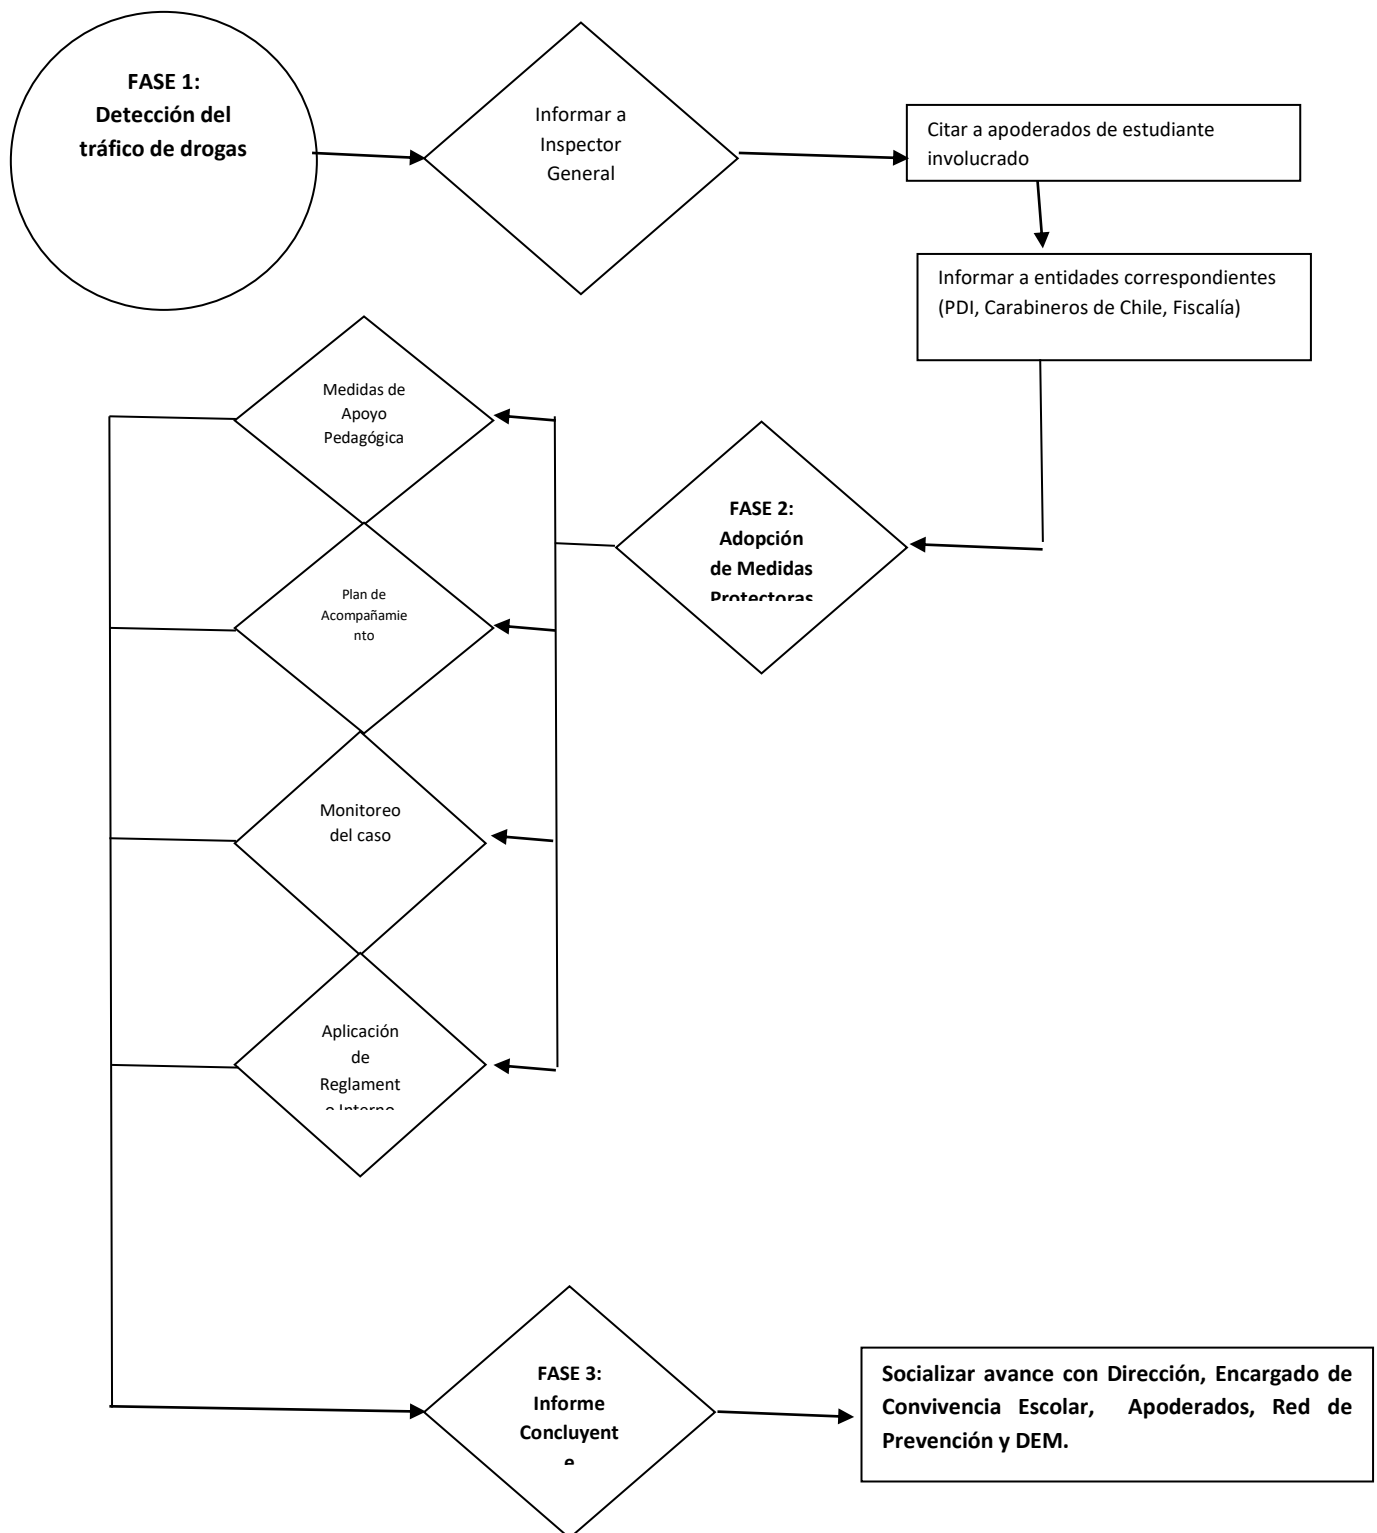 FASE 1:
Detección del
tráfico de drogas
Informar a
Inspector
General
Citar a apoderados de estudiante
involucrado
Informar a entidades correspondientes
(PDI, Carabineros de Chile, Fiscalía)
Medidas de
Apoyo
Pedagógica
FASE 2:
Adopción
de Medidas
Protectoras
Plan de
Acompañamie
nto
Monitoreo
del caso
Aplicación
de
Reglament
o Interno
FASE 3:
Informe
Concluyent
e
Socializar avance con Dirección, Encargado de
Convivencia Escolar, Apoderados, Red de
Prevención y DEM.